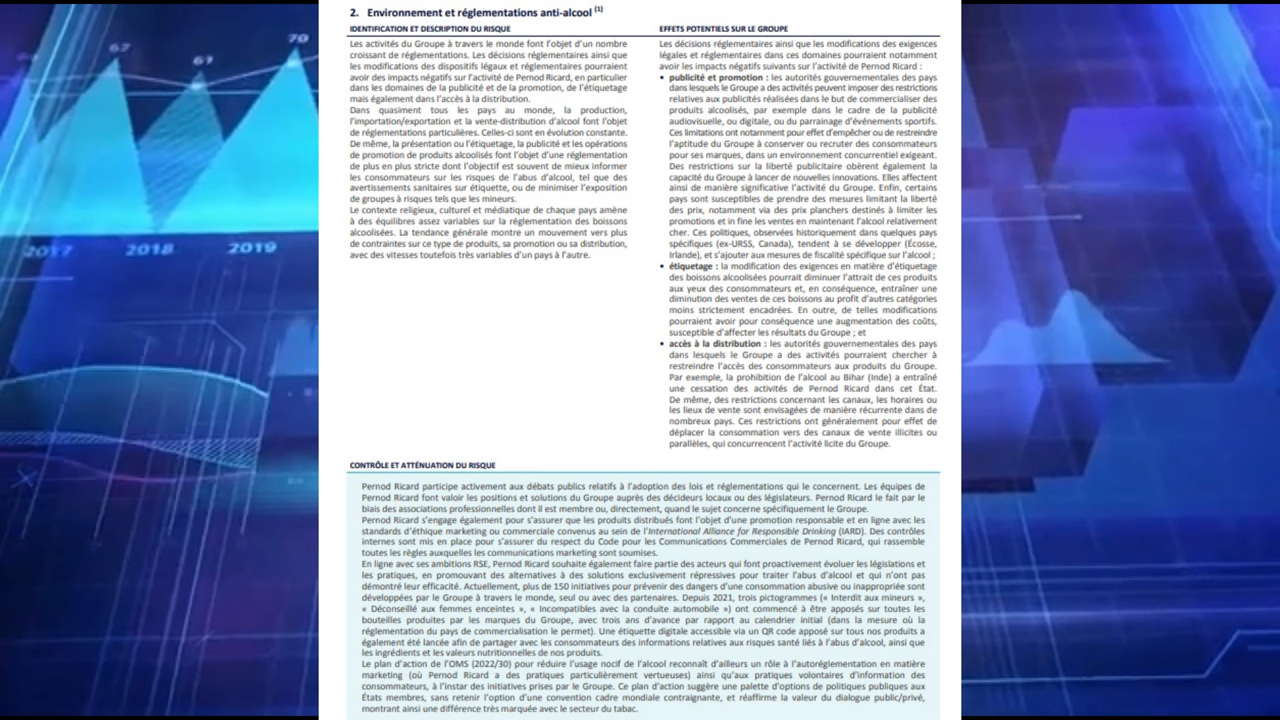 2. Environnement et réglementations anti-alcool (1)
IDENTIFICATION ET DESCRIPTION DU RISQUE
Les activités du Groupe à travers le monde font l'objet d'un nombre
croissant de réglementations. Les décisions réglementaires ainsi que
les modifications des dispositifs légaux et réglementaires pourraient
avoir des impacts négatifs sur l'activité de Pernod Ricard, en particulier
dans les domaines de la publicité et de la promotion, de l'étiquetage
mais également dans l'accès à la distribution.
Dans quasiment tous les pays au monde, la production,
l'importation/exportation et la vente-distribution d'alcool font l'objet
de réglementations particulières. Celles-ci sont en évolution constante.
De même, la présentation ou l'étiquetage, la publicité et les opérations
de promotion de produits alcoolisés font l'objet d'une réglementation
de plus en plus stricte dont l'objectif est souvent de mieux informer
les consommateurs sur les risques de l'abus d'alcool, tel que des
avertissements sanitaires sur étiquette, ou de minimiser l'exposition
de groupes à risques tels que les mineurs.
Le contexte religieux, culturel et médiatique de chaque pays amène
à des équilibres assez variables sur la réglementation des boissons
alcoolisées. La tendance générale montre un mouvement vers plus
de contraintes sur ce type de produits, sa promotion ou sa distribution,
avec des vitesses toutefois très variables d'un pays à l'autre.
EFFETS POTENTIELS SUR LE GROUPE
Les décisions réglementaires ainsi que les modifications des exigences
légales et réglementaires dans ces domaines pourraient notamment
avoir les impacts négatifs suivants sur l'activité de Pernod Ricard :
• publicité et promotion : les autorités gouvernementales des pays
dans lesquels le Groupe a des activités peuvent imposer des restrictions
relatives aux publicités réalisées dans le but de commercialiser des
produits alcoolisés, par exemple dans le cadre de la publicité
audiovisuelle, ou digitale, ou du parrainage d'événements sportifs.
Ces limitations ont notamment pour effet d'empêcher ou de restreindre
l'aptitude du Groupe à conserver ou recruter des consommateurs
pour ses marques, dans un environnement concurrentiel exigeant.
Des restrictions sur la liberté publicitaire obèrent également la
capacité du Groupe à lancer de nouvelles innovations. Elles affectent
ainsi de manière significative l'activité du Groupe. Enfin, certains
pays sont susceptibles de prendre des mesures limitant la liberté
des prix, notamment via des prix planchers destinés à limiter les
promotions et in fine les ventes en maintenant l'alcool relativement
cher. Ces politiques, observées historiquement dans quelques pays
spécifiques (ex-URSS, Canada), tendent à se développer (Écosse,
Irlande), et s'ajouter aux mesures de fiscalité spécifique sur l'alcool ;
• étiquetage : la modification des exigences en matière d'étiquetage
des boissons alcoolisées pourrait diminuer l'attrait de ces produits
aux yeux des consommateurs et, en conséquence, entraîner une
diminution des ventes de ces boissons au profit d'autres catégories
moins strictement encadrées. En outre, de telles modifications
pourraient avoir pour conséquence une augmentation des coûts,
susceptible d'affecter les résultats du Groupe ; et
• accès à la distribution : les autorités gouvernementales des pays
dans lesquels le Groupe a des activités pourraient chercher à
restreindre l'accès des consommateurs aux produits du Groupe.
Par exemple, la prohibition de l'alcool au Bihar (Inde) a entraîné
une cessation des activités de Pernod Ricard dans cet État.
De même, des restrictions concernant les canaux, les horaires ou
les lieux de vente sont envisagées de manière récurrente dans de
nombreux pays. Ces restrictions ont généralement pour effet de
déplacer la consommation vers des canaux de vente illicites ou
parallèles, qui concurrencent l'activité licite du Groupe.
CONTRÔLE ET ATTÉNUATION DU RISQUE
Pernod Ricard participe activement aux débats publics relatifs à l'adoption des lois et réglementations qui le concernent. Les équipes de
Pernod Ricard font valoir les positions et solutions du Groupe auprès des décideurs locaux ou des législateurs. Pernod Ricard le fait par le
biais des associations professionnelles dont il est membre ou, directement, quand le sujet concerne spécifiquement le Groupe.
Pernod Ricard s'engage également pour s'assurer que les produits distribués font l'objet d'une promotion responsable et en ligne avec les
standards d'éthique marketing ou commerciale convenus au sein de l'International Alliance for Responsible Drinking (IARD). Des contrôles
internes sont mis en place pour s'assurer du respect du Code pour les Communications Commerciales de Pernod Ricard, qui rassemble
toutes les règles auxquelles les communications marketing sont soumises.
En ligne avec ses ambitions RSE, Pernod Ricard souhaite également faire partie des acteurs qui font proactivement évoluer les législations et
les pratiques, en promouvant des alternatives à des solutions exclusivement répressives pour traiter l'abus d'alcool et qui n'ont pas
démontré leur efficacité. Actuellement, plus de 150 initiatives pour prévenir des dangers d'une consommation abusive ou inappropriée sont
développées par le Groupe à travers le monde, seul ou avec des partenaires. Depuis 2021, trois pictogrammes (« Interdit aux mineurs »,
« Déconseillé aux femmes enceintes », « Incompatibles avec la conduite automobile ») ont commencé à être apposés sur toutes les
bouteilles produites par les marques du Groupe, avec trois ans d'avance par rapport au calendrier initial (dans la mesure où la
réglementation du pays de commercialisation le permet). Une étiquette digitale accessible via un QR code apposé sur tous nos produits a
également été lancée afin de partager avec les consommateurs des informations relatives aux risques santé liés à l'abus d'alcool, ainsi que
les ingrédients et les valeurs nutritionnelles de nos produits.
Le plan d'action de l'OMS (2022/30) pour réduire l'usage nocif de l'alcool reconnaît d'ailleurs un rôle à l'autoréglementation en matière
marketing (où Pernod Ricard a des pratiques particulièrement vertueuses) ainsi qu'aux pratiques volontaires d'information des
consommateurs, à l'instar des initiatives prises par le Groupe. Ce plan d'action suggère une palette d'options de politiques publiques aux
États membres, sans retenir l'option d'une convention cadre mondiale contraignante, et réaffirme la valeur du dialogue public/privé,
montrant ainsi une différence très marquée avec le secteur du tabac.
67
61
79
2017 2018 2019